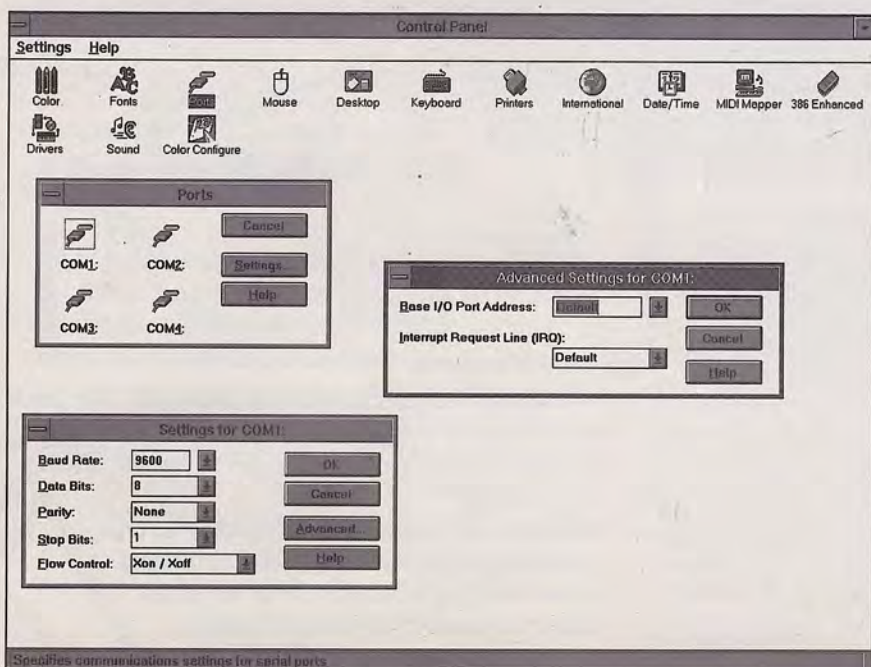 Control Panel
Settings Help
Color Fonts Ports Mouse Desktop Keyboard Printers International Date/Time MIDI Mapper 386 Enhanced
Drivers Sound Color Configure
Ports
Cancel
COM1: COM2: Settings...
Help
COM3: COM4:
Advanced Settings for COM1:
Base I/O Port Address: Default OK
Interrupt Request Line (IRQ): Cancel
Default
Help
Settings for COM1:
Baud Rate: 9600 OK
Data Bits: 8 Cancel
Parity: None
Advanced...
Stop Bits: 1
Flow Control: Xon / Xoff Help
Specifies communications settings for serial ports